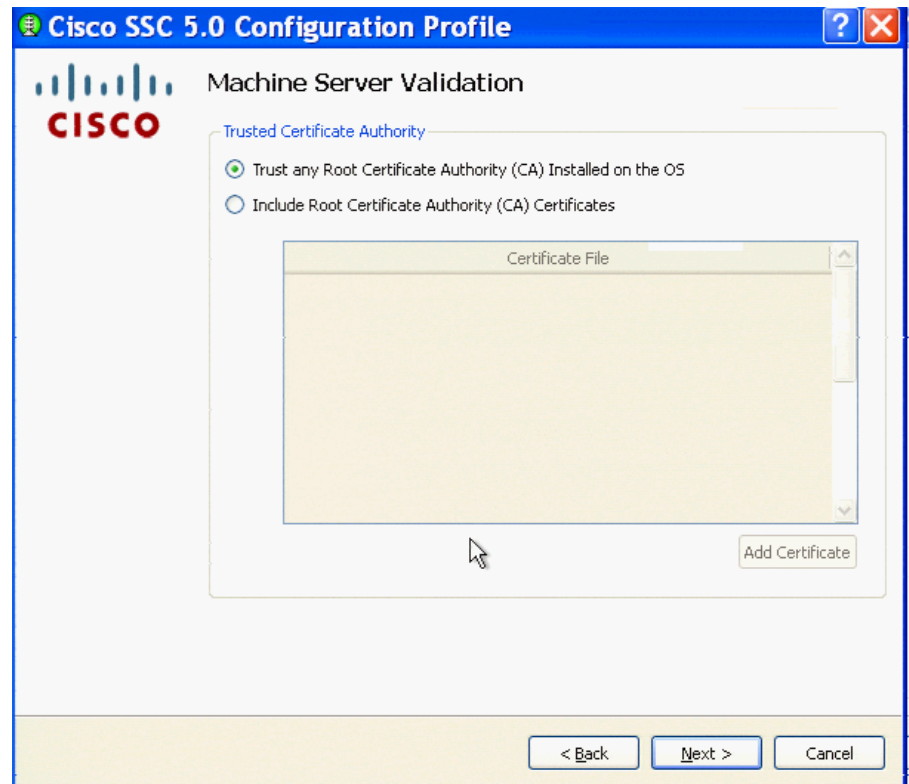 Cisco SSC 5.0 Configuration Profile
CISCO
Machine Server Validation
Trusted Certificate Authority
Trust any Root Certificate Authority (CA) Installed on the OS
Include Root Certificate Authority (CA) Certificates
Certificate File
Add Certificate
< Back
Next >
Cancel